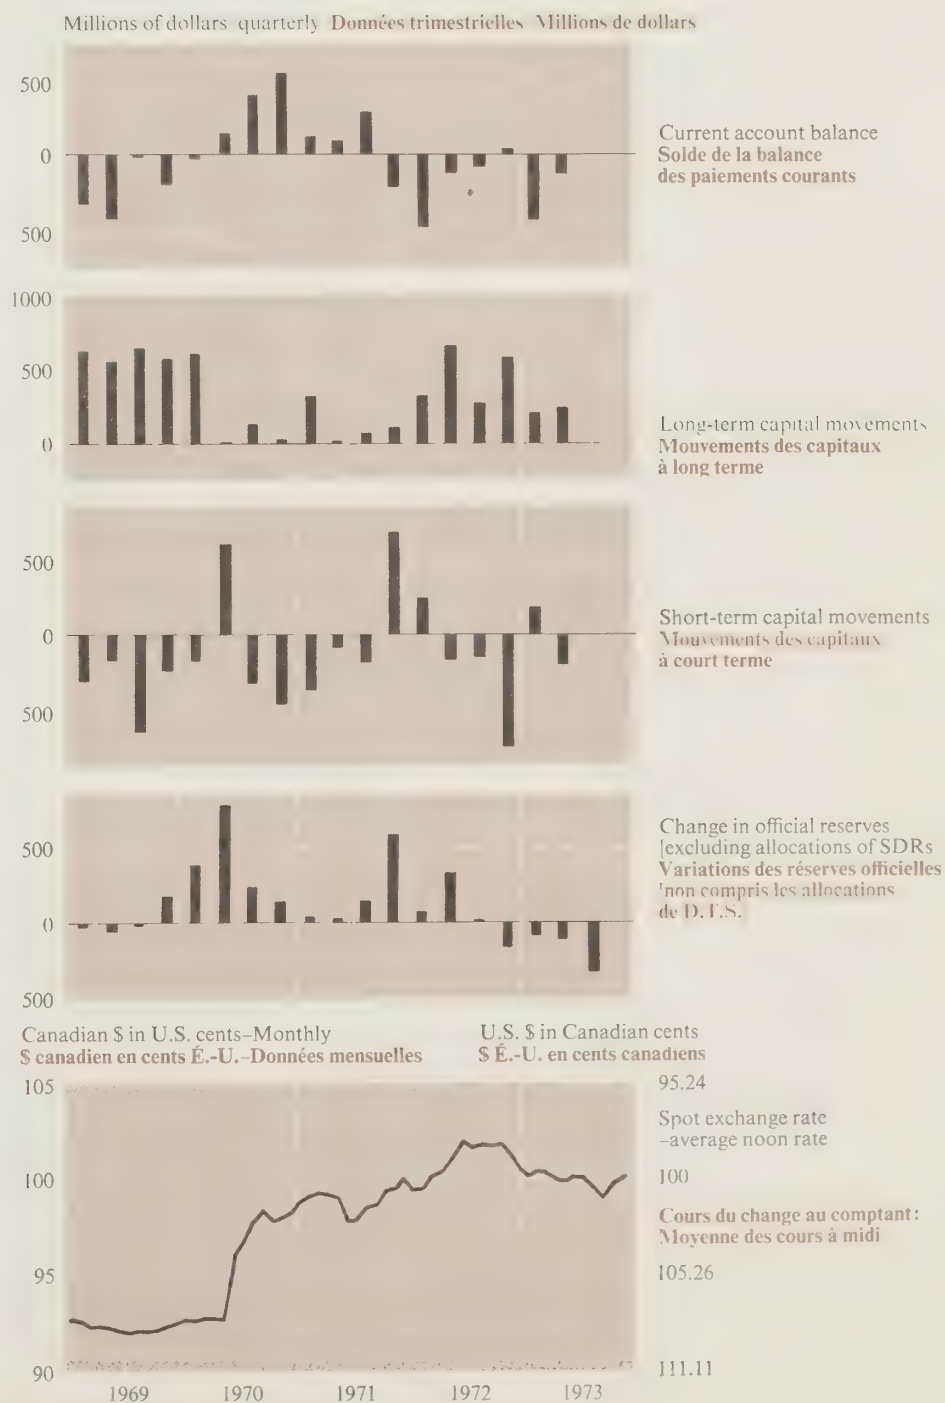 Millions of dollars quarterly Données trimestrielles Millions de dollars
500
0
500
Current account balance
Solde de la balance
des paiements courants
1000
500
0
Long-term capital movements
Mouvements des capitaux
à long terme
500
0
500
Short-term capital movements
Mouvements des capitaux
à court terme
500
0
500
Change in official reserves
[excluding allocations of SDRs
Variations des réserves officielles
'non compris les allocations
de D.T.S.
Canadian $ in U.S. cents–Monthly
$ canadien en cents É.-U.–Données mensuelles
U.S. $ in Canadian cents
$ É.-U. en cents canadiens
105
100
95
90
95.24
Spot exchange rate
–average noon rate
100
Cours du change au comptant:
Moyenne des cours à midi
105.26
111.11
1969 1970 1971 1972 1973